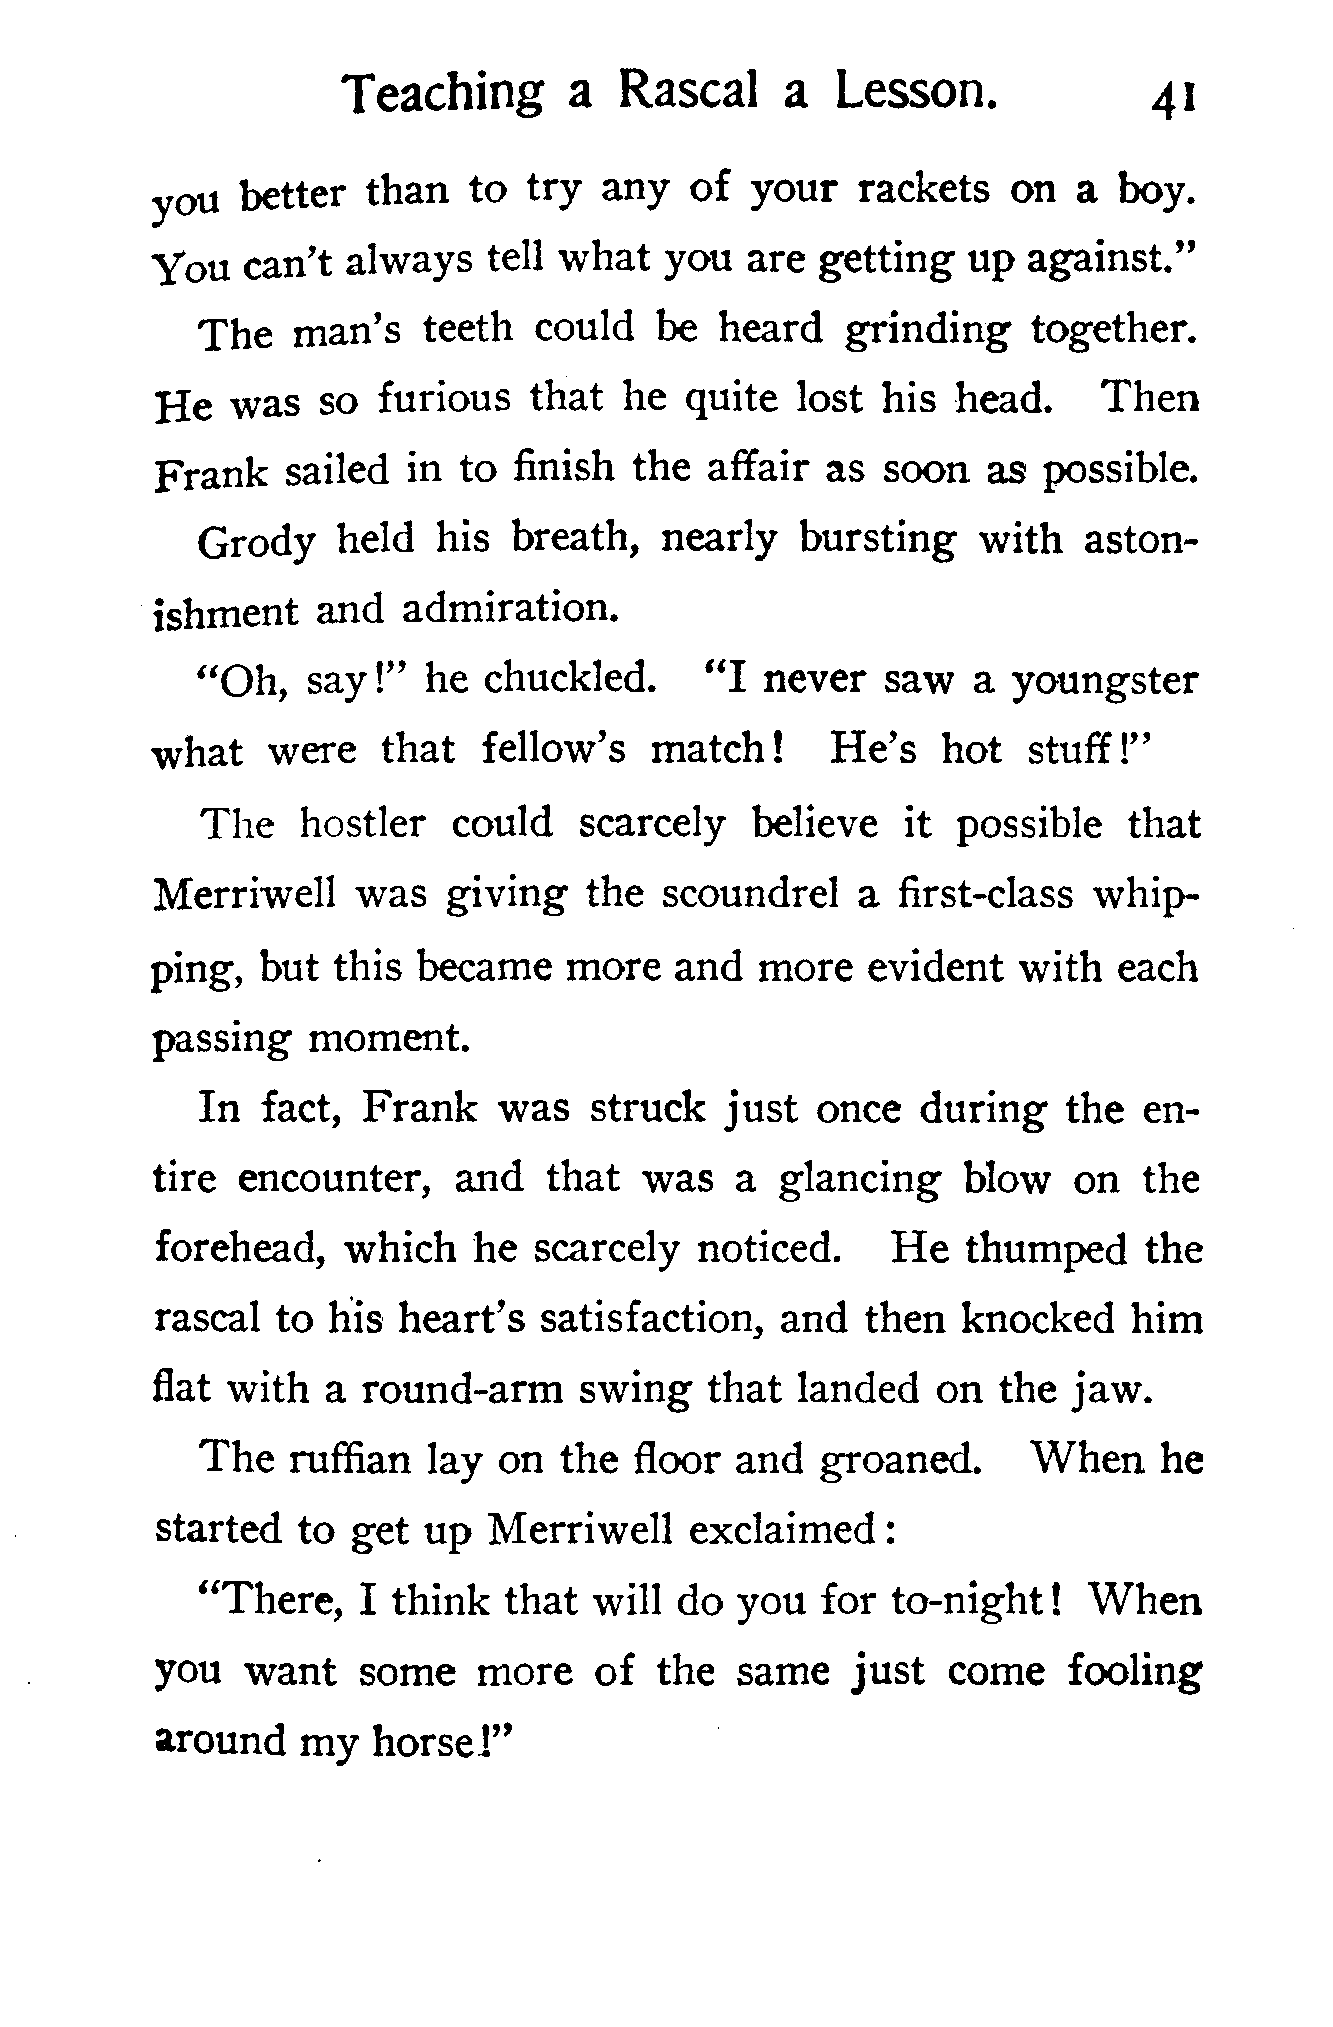 Teaching a Rascal a Lesson. 41
you better than to try any of your rackets on a boy.
You can't always tell what you are getting up against."
The man's teeth could be heard grinding together.
He was so furious that he quite lost his head. Then
Frank sailed in to finish the affair as soon as possible.
Grody held his breath, nearly bursting with aston-
ishment and admiration.
"Oh, say!" he chuckled. "I never saw a youngster
what were that fellow's match! He's hot stuff!"
The hostler could scarcely believe it possible that
Merriwell was giving the scoundrel a first-class whip-
ping, but this became more and more evident with each
passing moment.
In fact, Frank was struck just once during the en-
tire encounter, and that was a glancing blow on the
forehead, which he scarcely noticed. He thumped the
rascal to his heart's satisfaction, and then knocked him
flat with a round-arm swing that landed on the jaw.
The ruffian lay on the floor and groaned. When he
started to get up Merriwell exclaimed:
"There, I think that will do you for to-night! When
you want some more of the same just come fooling
around my horse!"